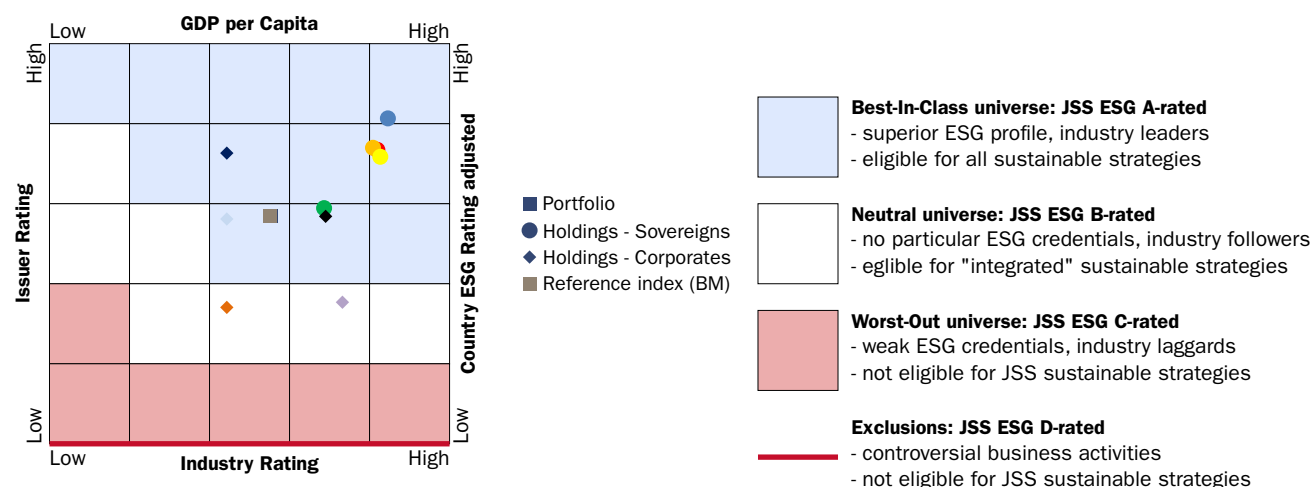 GDP per Capita
Low
High
High
High
Issuer Rating
Country ESG Rating adjusted
Low
Low
Low
High
Industry Rating
Portfolio
Holdings - Sovereigns
Holdings - Corporates
Reference index (BM)
Best-In-Class universe: JSS ESG A-rated
- superior ESG profile, industry leaders
- eligible for all sustainable strategies
Neutral universe: JSS ESG B-rated
- no particular ESG credentials, industry followers
- eglible for "integrated" sustainable strategies
Worst-Out universe: JSS ESG C-rated
- weak ESG credentials, industry laggards
- not eligible for JSS sustainable strategies
Exclusions: JSS ESG D-rated
- controversial business activities
- not eligible for JSS sustainable strategies